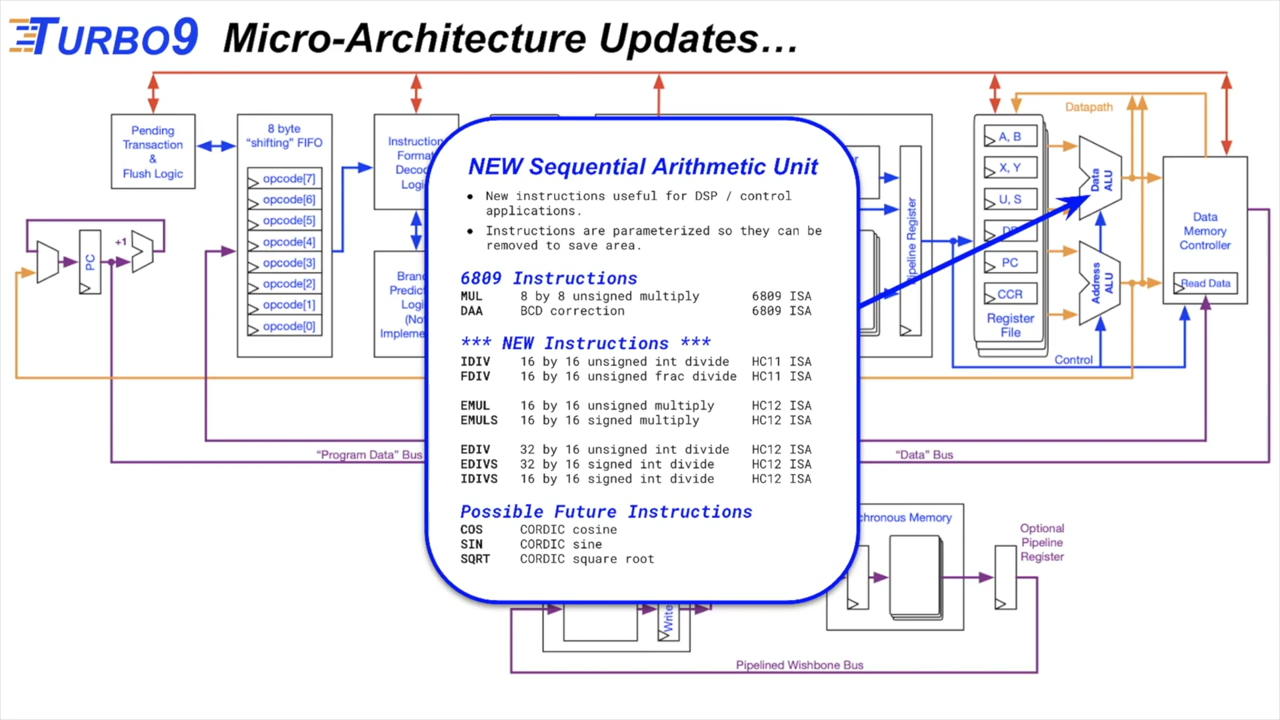 TURBO9 Micro-Architecture Updates…
Pending
Transaction
&
Flush Logic
8 byte
“shifting” FIFO
opcode[7]
opcode[6]
opcode[5]
opcode[4]
opcode[3]
opcode[2]
opcode[1]
opcode[0]
+1
PC
NEW Sequential Arithmetic Unit
● New instructions useful for DSP / control
applications.
● Instructions are parameterized so they can be
removed to save area.
6809 Instructions
MUL 8 by 8 unsigned multiply 6809 ISA
DAA BCD correction 6809 ISA
*** NEW Instructions ***
IDIV 16 by 16 unsigned int divide HC11 ISA
FDIV 16 by 16 unsigned frac divide HC11 ISA
EMUL 16 by 16 unsigned multiply HC12 ISA
EMULS 16 by 16 signed multiply HC12 ISA
EDIV 32 by 16 unsigned int divide HC12 ISA
EDIVS 32 by 16 signed int divide HC12 ISA
IDIVS 16 by 16 signed int divide HC12 ISA
Possible Future Instructions
COS CORDIC cosine
SIN CORDIC sine
SQRT CORDIC square root
Pipeline Register
Datapath
A, B
X, Y
U, S
PC
CCR
Register
File
Data
ALU
Address
ALU
Control
Data
Memory
Controller
Read Data
“Program Data” Bus
“Data” Bus
Memory
Optional
Pipeline
Register
Write
Pipelined Wishbone Bus